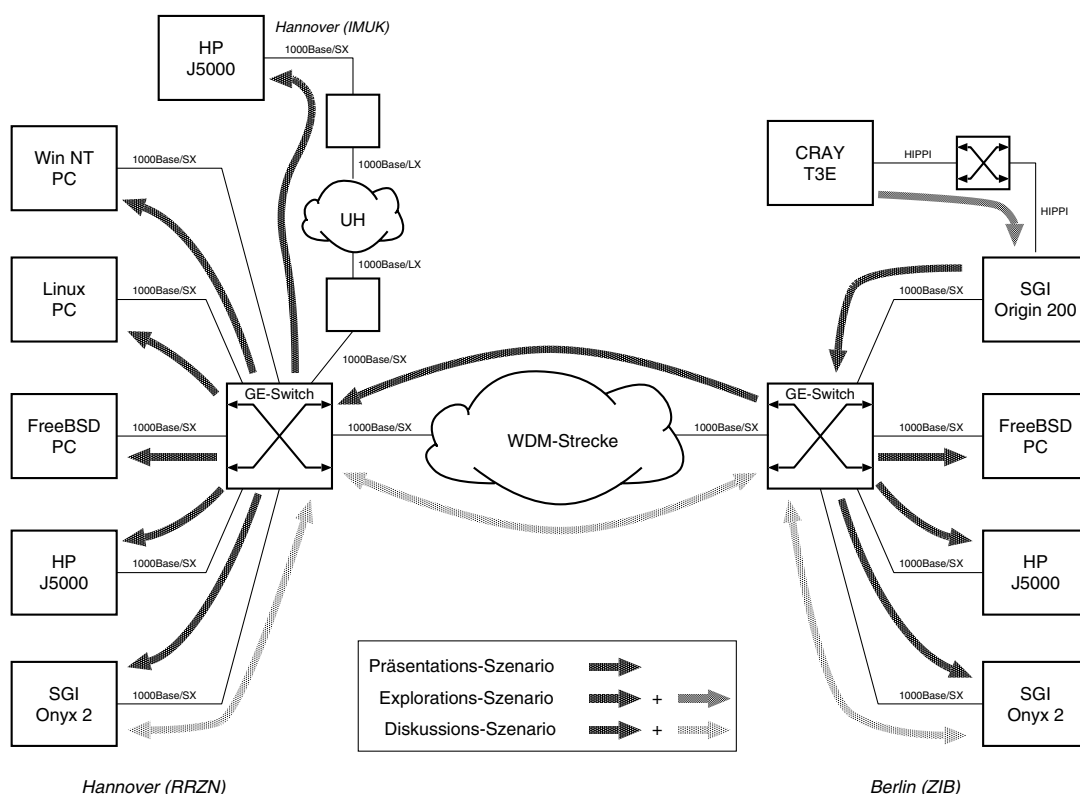 Hannover (IMUK)
HP
J5000
1000Base/SX
Win NT
PC
1000Base/SX
1000Base/LX
UH
1000Base/LX
CRAY
T3E
HIPPI
HIPPI
Linux
PC
1000Base/SX
1000Base/SX
SGI
Origin 200
1000Base/SX
FreeBSD
PC
1000Base/SX
GE-Switch
1000Base/SX
WDM-Strecke
1000Base/SX
GE-Switch
1000Base/SX
FreeBSD
PC
HP
J5000
1000Base/SX
1000Base/SX
HP
J5000
SGI
Onyx 2
1000Base/SX
1000Base/SX
SGI
Onyx 2
Präsentations-Szenario
Explorations-Szenario +
Diskussions-Szenario +
Hannover (RRZN)
Berlin (ZIB)